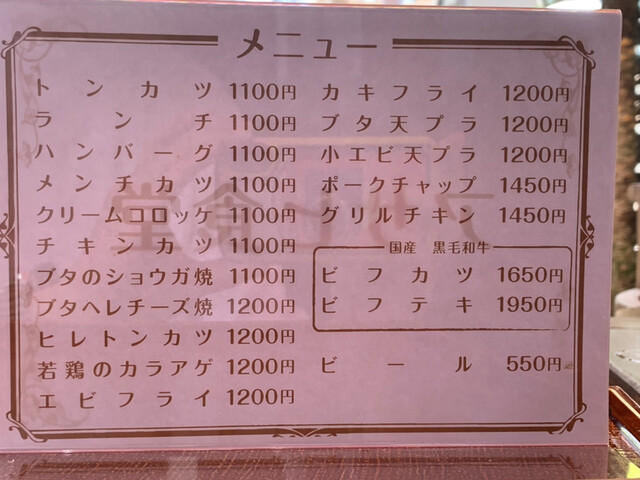 メニュー
トンカツ 1100円
ランチ 1100円
ハンバーグ 1100円
メンチカツ 1100円
クリームコロッケ 1100円
チキンカツ 1100円
ブタのショウガ焼 1100円
ブタヘレチーズ焼 1200円
ヒレトンカツ 1200円
若鶏のカラアゲ 1200円
エビフライ 1200円
カキフライ 1200円
ブタ天プラ 1200円
小エビ天プラ 1200円
ポークチャップ 1450円
グリルチキン 1450円
国産 黒毛和牛
ビフカツ 1650円
ビフテキ 1950円
ビール 550円